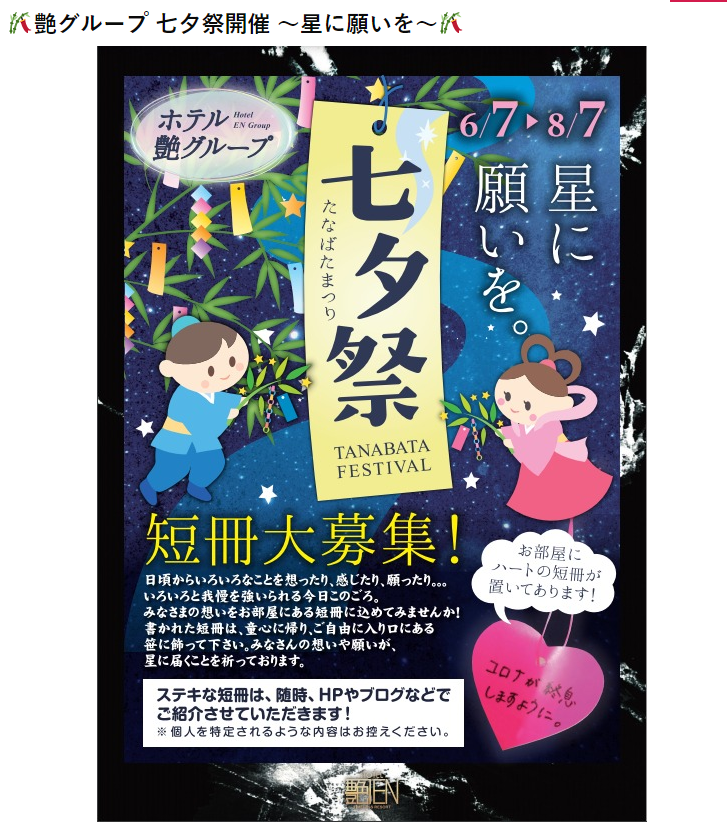 艶グループ 七夕祭開催 〜星に願いを〜
ホテル
Hotel
EN Group
艶グループ
6/7▶8/7
星に
願いを。
七夕祭
たなばたまつり
TANABATA
FESTIVAL
短冊大募集！
日頃からいろいろなことを想ったり、感じたり、願ったり。。。
いろいろと我慢を強いられる今日このごろ。
みなさまの想いをお部屋にある短冊に込めてみませんか！
書かれた短冊は、童心に帰り、ご自由に入り口にある
笹に飾って下さい。みなさんの想いや願いが、
星に届くことを祈っております。
お部屋に
ハートの短冊が
置いてあります！
コロナが終息
しますように。
ステキな短冊は、随時、HPやブログなどで
ご紹介させていただきます！
※個人を特定されるような内容はお控えください。
艶EN